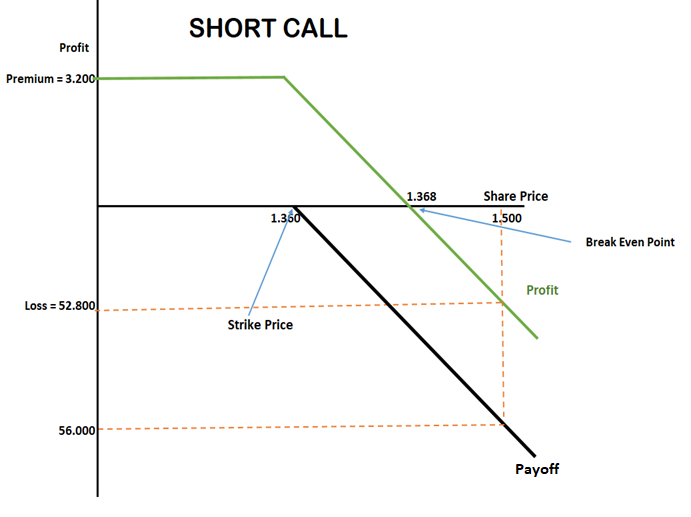 SHORT CALL
Profit
Premium = 3.200
1.368
Share Price
1.360
1,500
Break Even Point
Profit
Loss = 52.800
Strike Price
56.000
Payoff